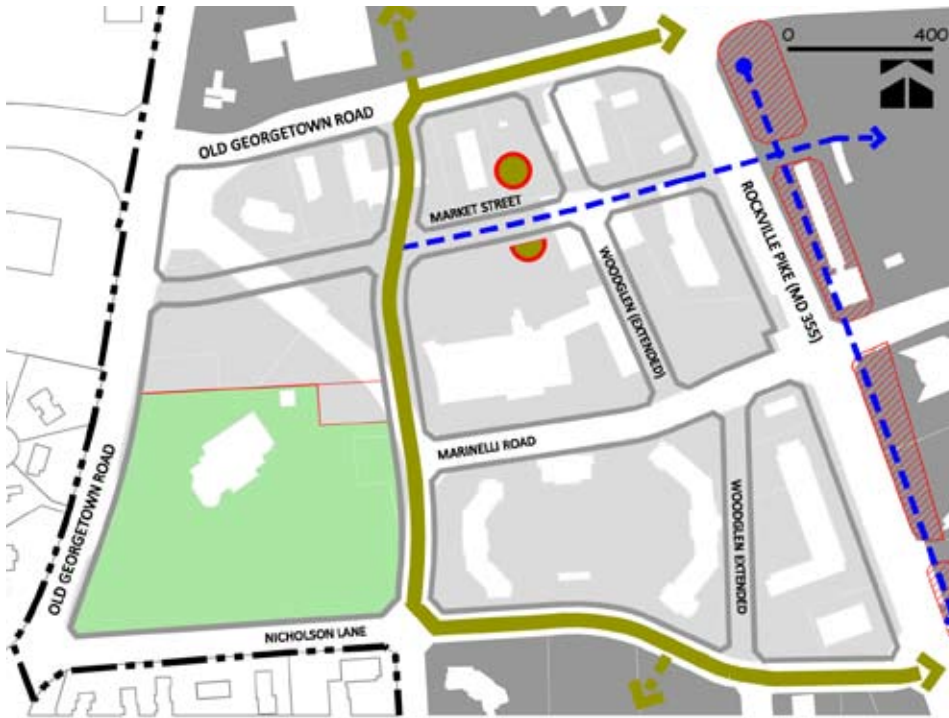 0 400
OLD GEORGETOWN ROAD
MARKET STREET
ROCKVILLE PIKE (MD 355)
WOODGLEN (EXTENDED)
MARINELLI ROAD
OLD GEORGETOWN ROAD
WOODGLEN EXTENDED
NICHOLSON LANE